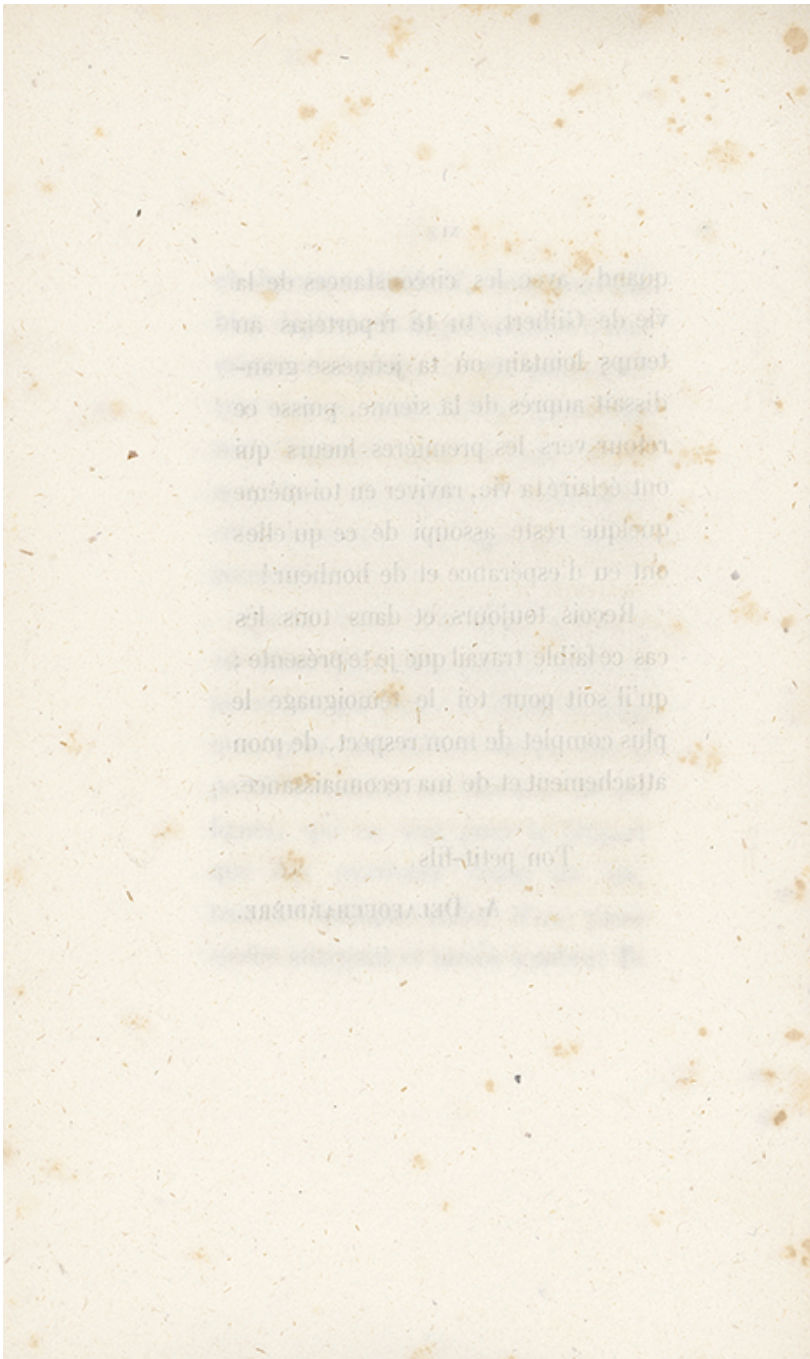 quand, avec les circonstances de la
vie de Gilbert, tu te reporteras au
temps lointain où ta jeunesse gran-
dissait auprès de la sienne, puisse ce
retour vers les premières lueurs qui
ont éclairé ta vie, raviver en toi-même
quelque reste assoupi de ce qu'elles
ont eu d'espérance et de bonheur!
Reçois toujours, et dans tous les
cas ce faible travail que je te présente ;
qu'il soit pour toi le témoignage le
plus complet de mon respect, de mon
attachement et de ma reconnaissance.
Ton petit-fils,
A. DELAFOUCHARDIÈRE.